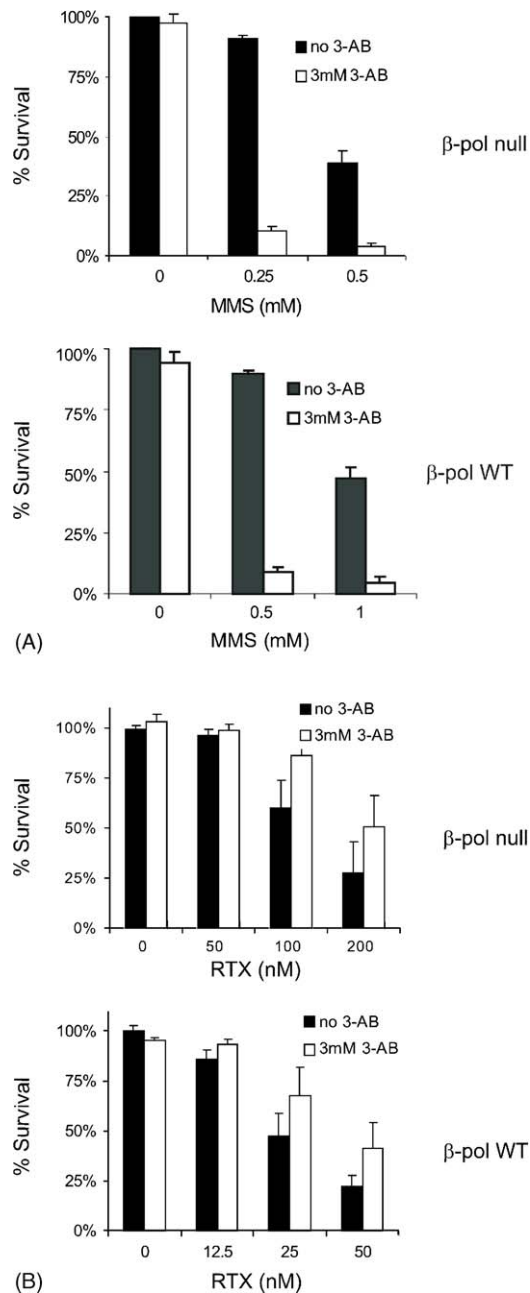 100%
75%
50%
25%
0%
% Survival
no 3-AB
3mM 3-AB
β-pol null
0 0.25 0.5
MMS (mM)
100%
75%
50%
25%
0%
% Survival
no 3-AB
3mM 3-AB
β-pol WT
0 0.5 1
(A) MMS (mM)
100%
75%
50%
25%
0%
% Survival
no 3-AB
3mM 3-AB
β-pol null
0 50 100 200
RTX (nM)
100%
75%
50%
25%
0%
% Survival
no 3-AB
3mM 3-AB
β-pol WT
0 12.5 25 50
(B) RTX (nM)